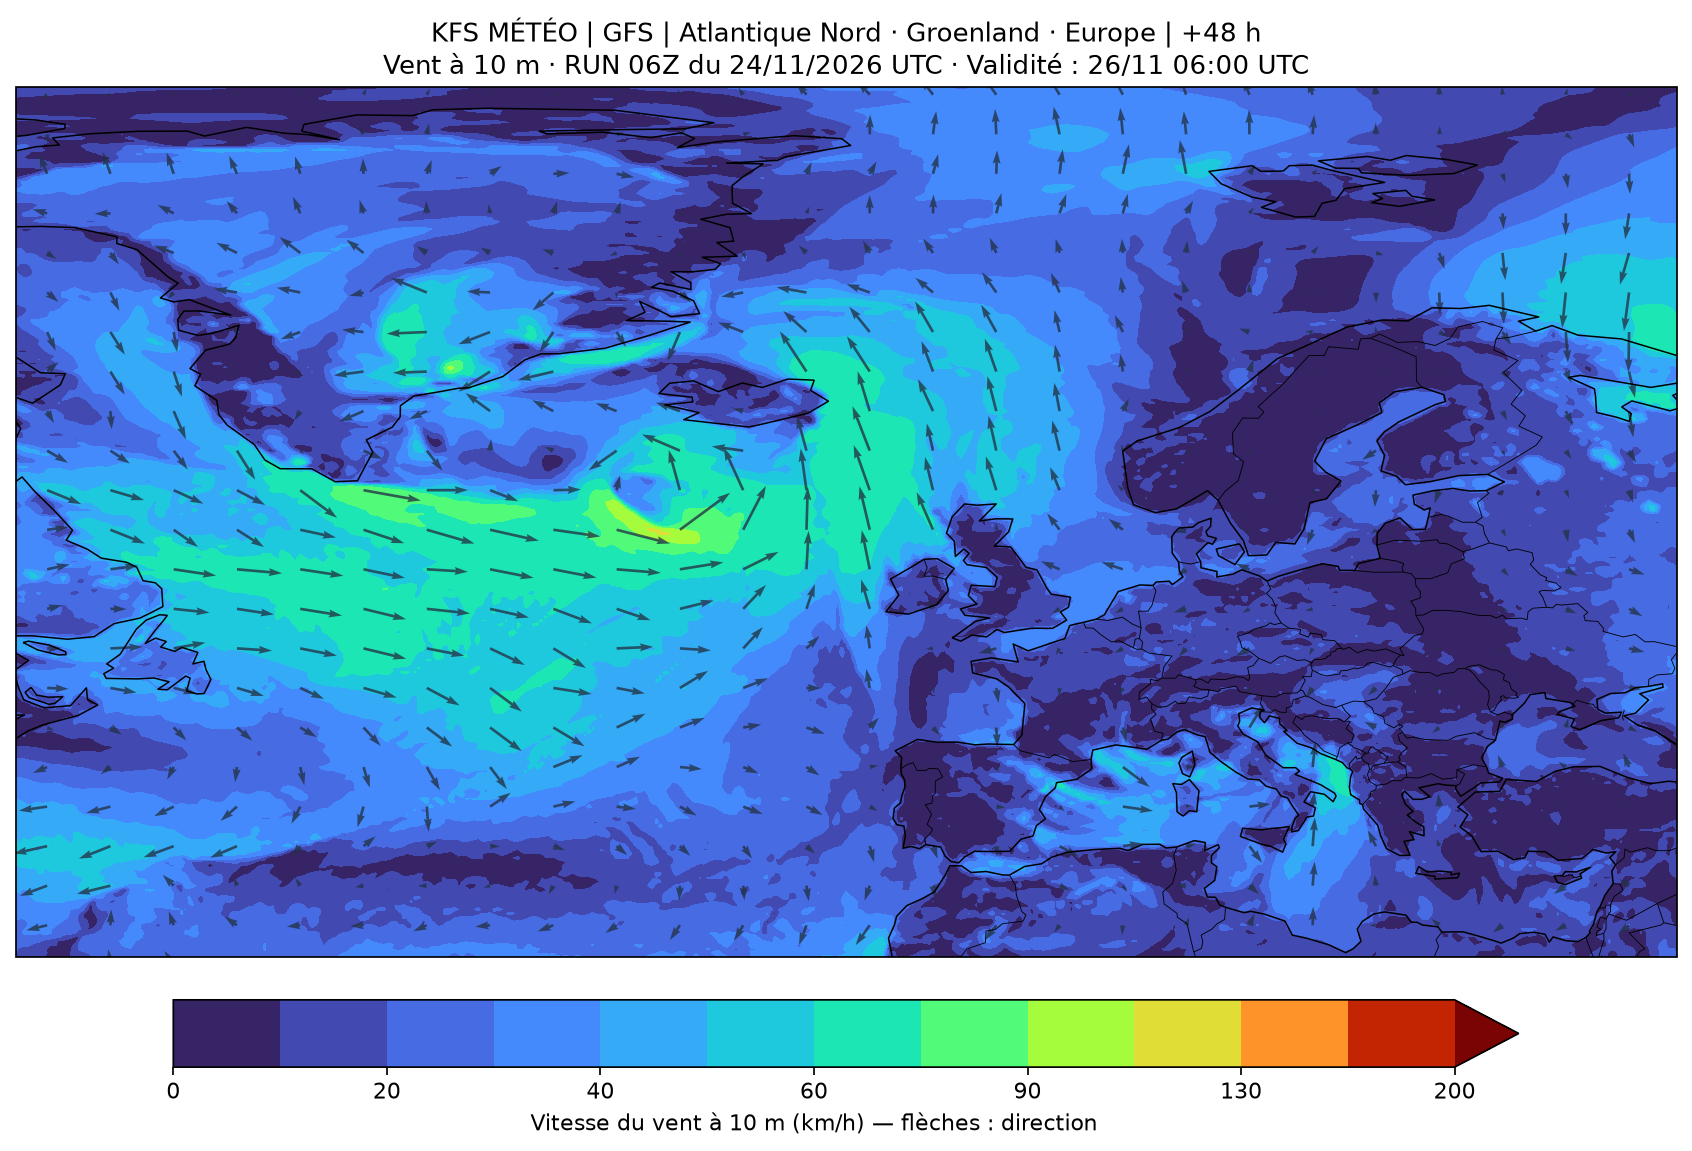 KFS MÉTÉO | GFS | Atlantique Nord · Groenland · Europe | +48 h
Vent à 10 m · RUN 06Z du 24/11/2026 UTC · Validité : 26/11 06:00 UTC
0 20 40 60 90 130 200
Vitesse du vent à 10 m (km/h) — flèches : direction